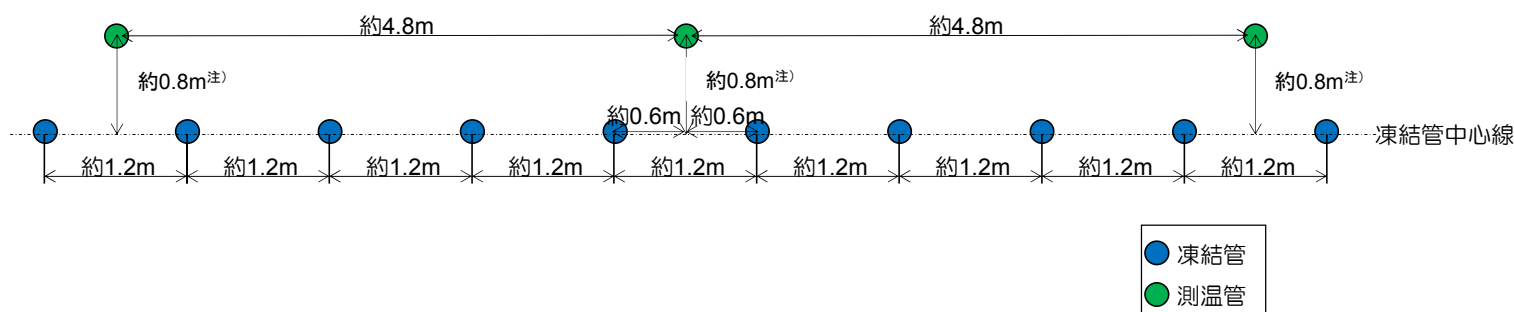 約4.8m 約4.8m
約0.8m注) 約0.8m注) 約0.8m注)
約0.6m 約0.6m
凍結管中心線
約1.2m 約1.2m 約1.2m 約1.2m 約1.2m 約1.2m 約1.2m 約1.2m 約1.2m
凍結管
測温管